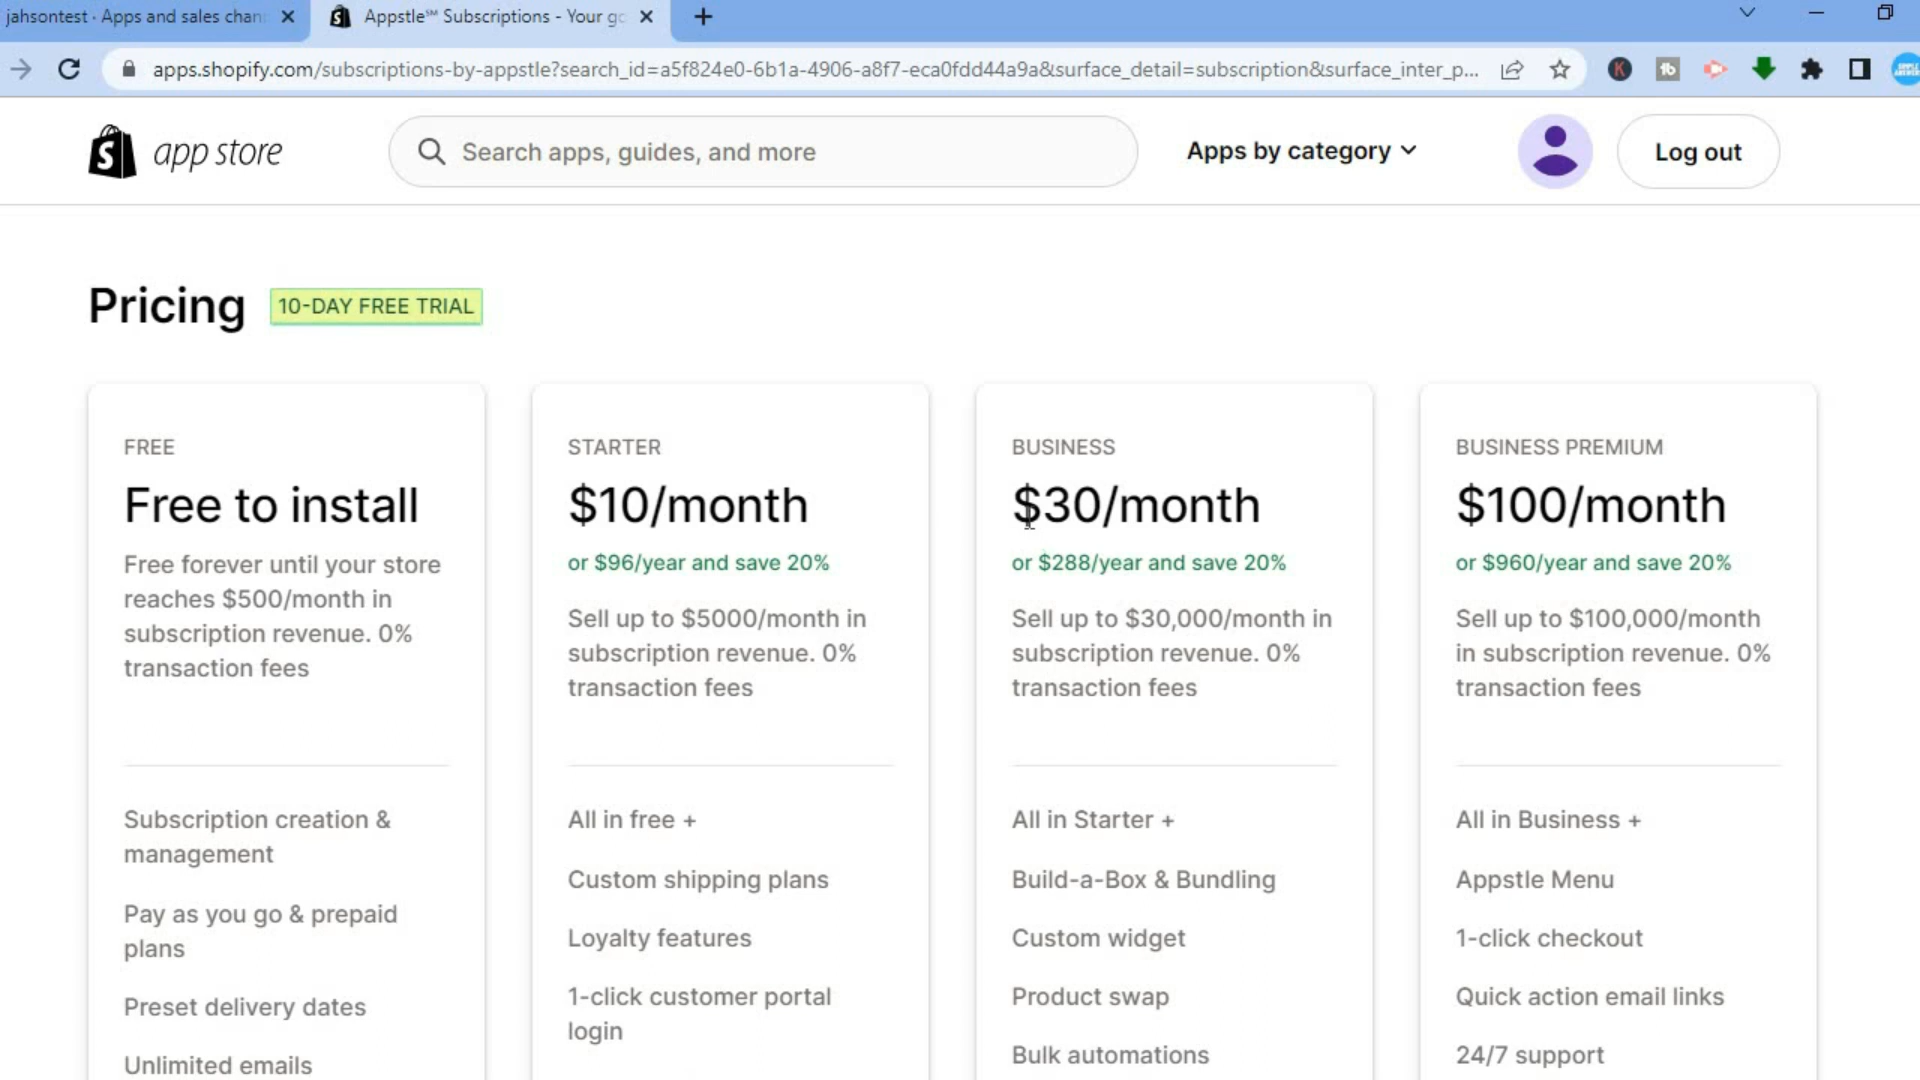 jahsontest · Apps and sales chan
Appstle℠ Subscriptions - Your go
apps.shopify.com/subscriptions-by-appstle?search_id=a5f824e0-6b1a-4906-a8f7-eca0fdd44a9a&surface_detail=subscription&surface_inter_p...
app store
Search apps, guides, and more
Apps by category
Log out
Pricing
10-DAY FREE TRIAL
FREE
Free to install
Free forever until your store
reaches $500/month in
subscription revenue. 0%
transaction fees
Subscription creation &
management
Pay as you go & prepaid
plans
Preset delivery dates
Unlimited emails
STARTER
$10/month
or $96/year and save 20%
Sell up to $5000/month in
subscription revenue. 0%
transaction fees
All in free +
Custom shipping plans
Loyalty features
1-click customer portal
login
BUSINESS
$30/month
or $288/year and save 20%
Sell up to $30,000/month in
subscription revenue. 0%
transaction fees
All in Starter +
Build-a-Box & Bundling
Custom widget
Product swap
Bulk automations
BUSINESS PREMIUM
$100/month
or $960/year and save 20%
Sell up to $100,000/month
in subscription revenue. 0%
transaction fees
All in Business +
Appstle Menu
1-click checkout
Quick action email links
24/7 support